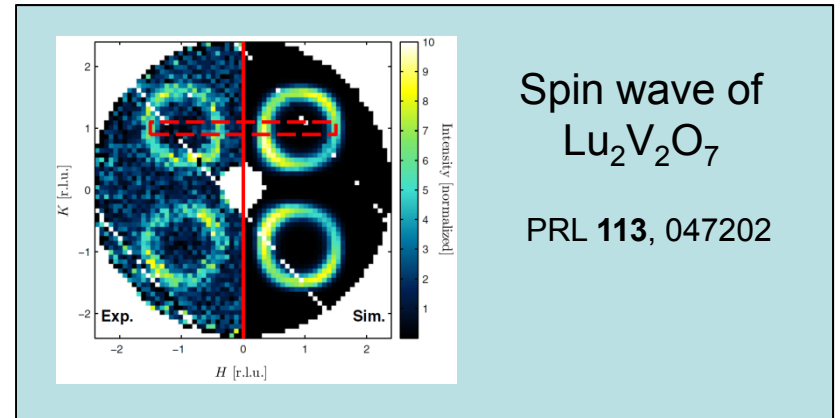 10
9
8
7
6
5
4
3
2
1
Intensity [normalized]
2
1
0
−1
−2
K [r.l.u.]
Exp.
Sim.
−2 −1 0 1 2
H [r.l.u.]
Spin wave of
Lu₂V₂O₇
PRL 113, 047202